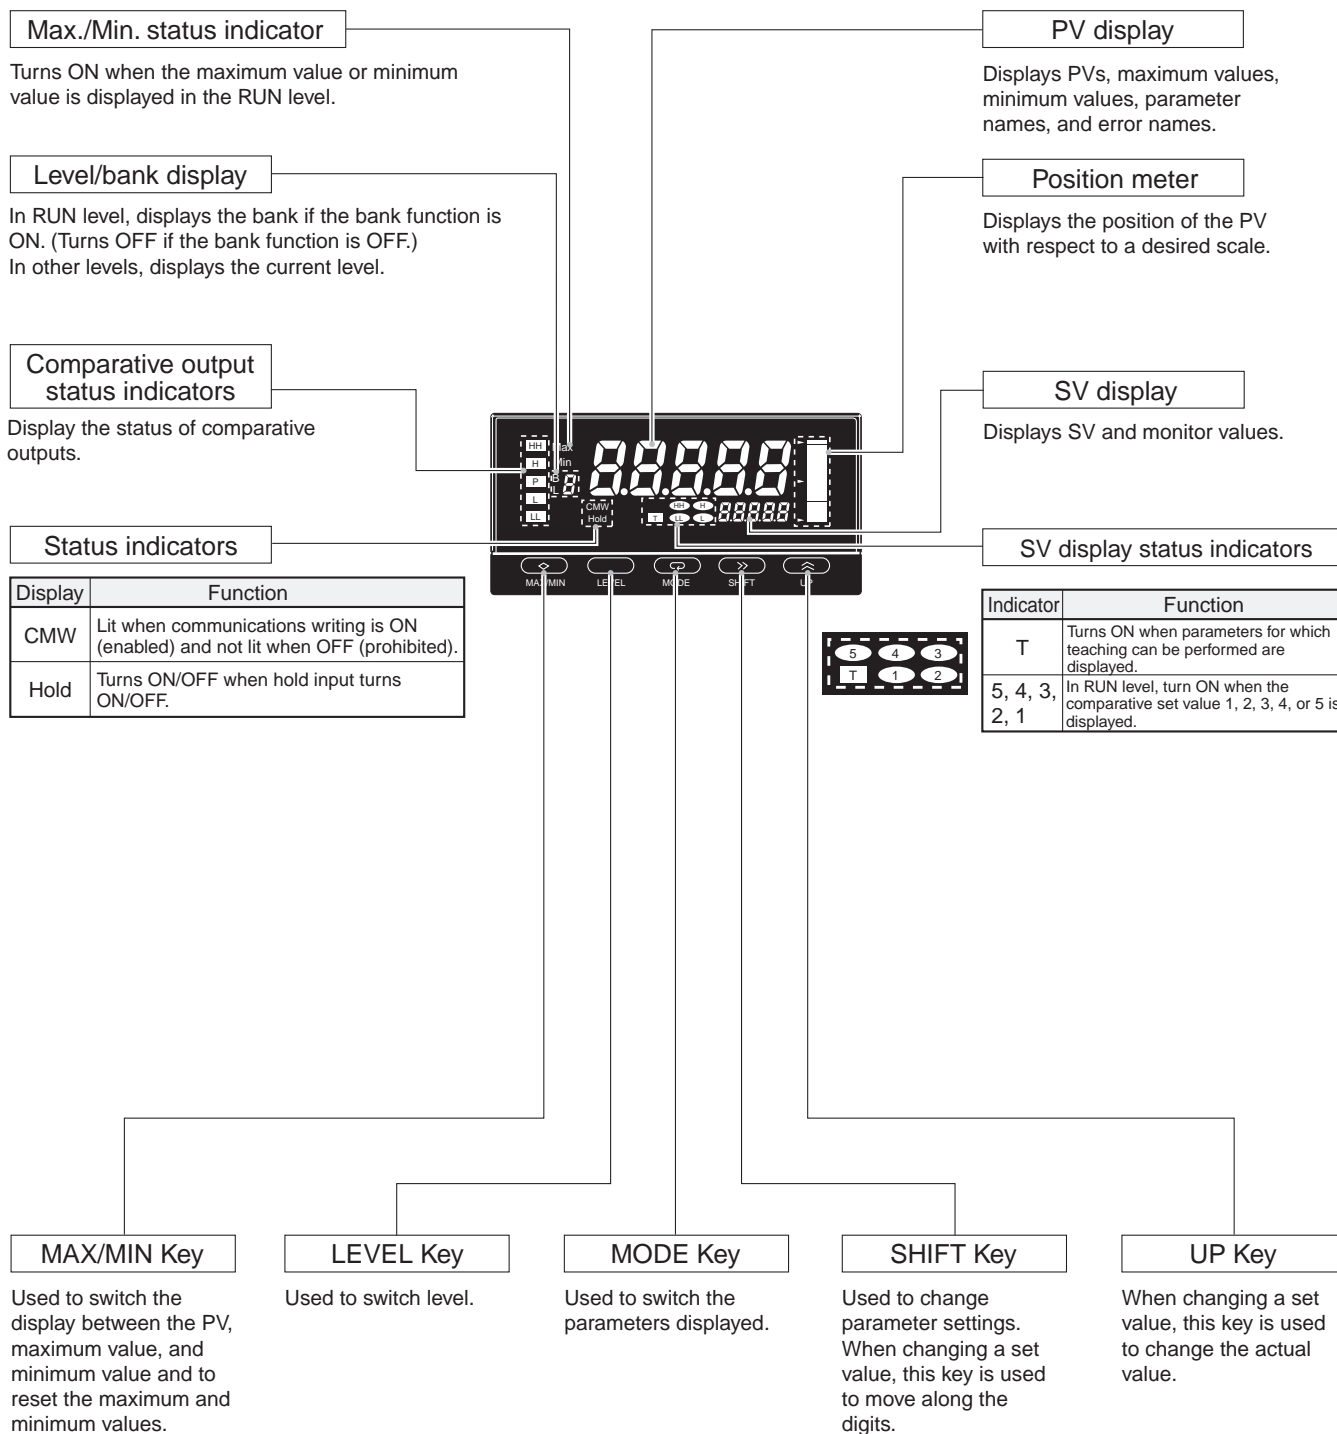 Max./Min. status indicator
Turns ON when the maximum value or minimum
value is displayed in the RUN level.
Level/bank display
In RUN level, displays the bank if the bank function is
ON. (Turns OFF if the bank function is OFF.)
In other levels, displays the current level.
Comparative output
status indicators
Display the status of comparative
outputs.
Status indicators
Display Function
CMW Lit when communications writing is ON
(enabled) and not lit when OFF (prohibited).
Hold Turns ON/OFF when hold input turns
ON/OFF.
PV display
Displays PVs, maximum values,
minimum values, parameter
names, and error names.
Position meter
Displays the position of the PV
with respect to a desired scale.
SV display
Displays SV and monitor values.
SV display status indicators
Indicator Function
T Turns ON when parameters for which
teaching can be performed are
displayed.
5, 4, 3,
2, 1
In RUN level, turn ON when the
comparative set value 1, 2, 3, 4, or 5 is
displayed.
HH Max
H Min
P B 8 8.8.8.8.8
L L
LL
CMW
Hold
HH H
T LL L 8.8.8.8.8
MAX/MIN LEVEL MODE SHIFT UP
5 4 3
T 1 2
MAX/MIN Key
Used to switch the
display between the PV,
maximum value, and
minimum value and to
reset the maximum and
minimum values.
LEVEL Key
Used to switch level.
MODE Key
Used to switch the
parameters displayed.
SHIFT Key
Used to change
parameter settings.
When changing a set
value, this key is used
to move along the
digits.
UP Key
When changing a set
value, this key is used
to change the actual
value.